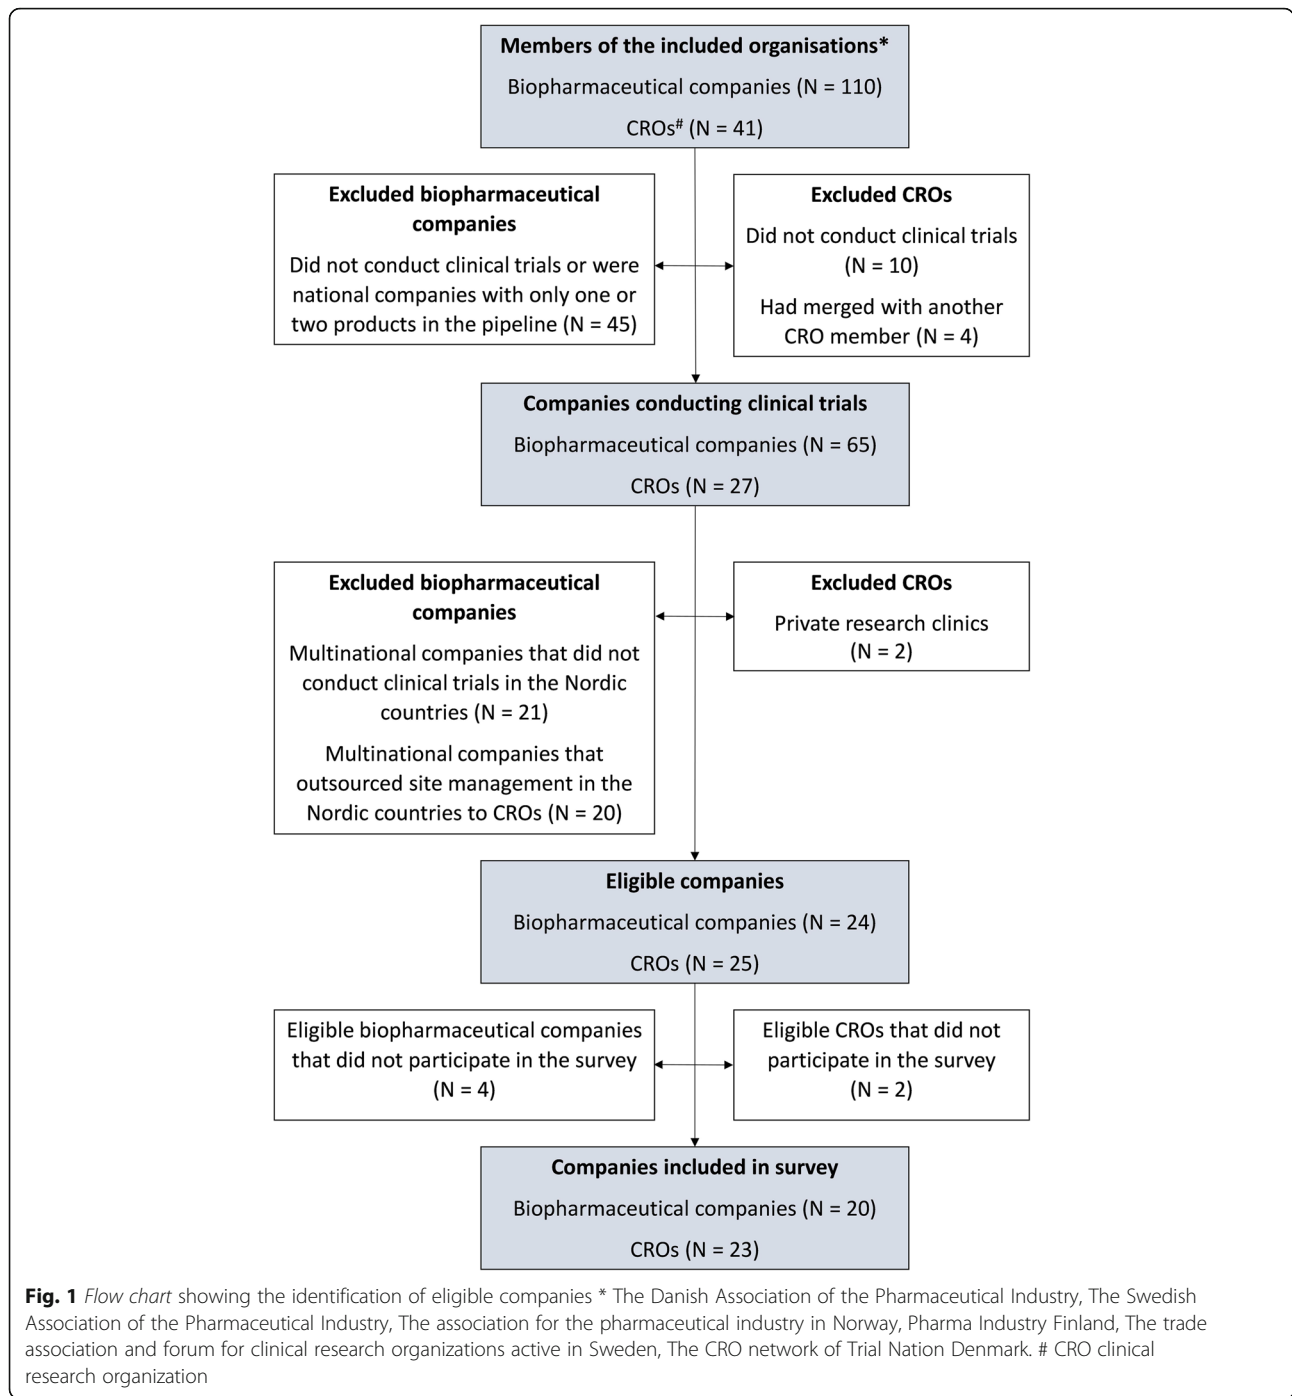 Members of the included organisations*
Biopharmaceutical companies (N = 110)
CROs# (N = 41)
Excluded biopharmaceutical
companies
Did not conduct clinical trials or were
national companies with only one or
two products in the pipeline (N = 45)
Excluded CROs
Did not conduct clinical trials
(N = 10)
Had merged with another
CRO member (N = 4)
Companies conducting clinical trials
Biopharmaceutical companies (N = 65)
CROs (N = 27)
Excluded biopharmaceutical
companies
Multinational companies that did not
conduct clinical trials in the Nordic
countries (N = 21)
Multinational companies that
outsourced site management in the
Nordic countries to CROs (N = 20)
Excluded CROs
Private research clinics
(N = 2)
Eligible companies
Biopharmaceutical companies (N = 24)
CROs (N = 25)
Eligible biopharmaceutical companies
that did not participate in the survey
(N = 4)
Eligible CROs that did not
participate in the survey
(N = 2)
Companies included in survey
Biopharmaceutical companies (N = 20)
CROs (N = 23)
Fig. 1 Flow chart showing the identification of eligible companies * The Danish Association of the Pharmaceutical Industry, The Swedish
Association of the Pharmaceutical Industry, The association for the pharmaceutical industry in Norway, Pharma Industry Finland, The trade
association and forum for clinical research organizations active in Sweden, The CRO network of Trial Nation Denmark. # CRO clinical
research organization